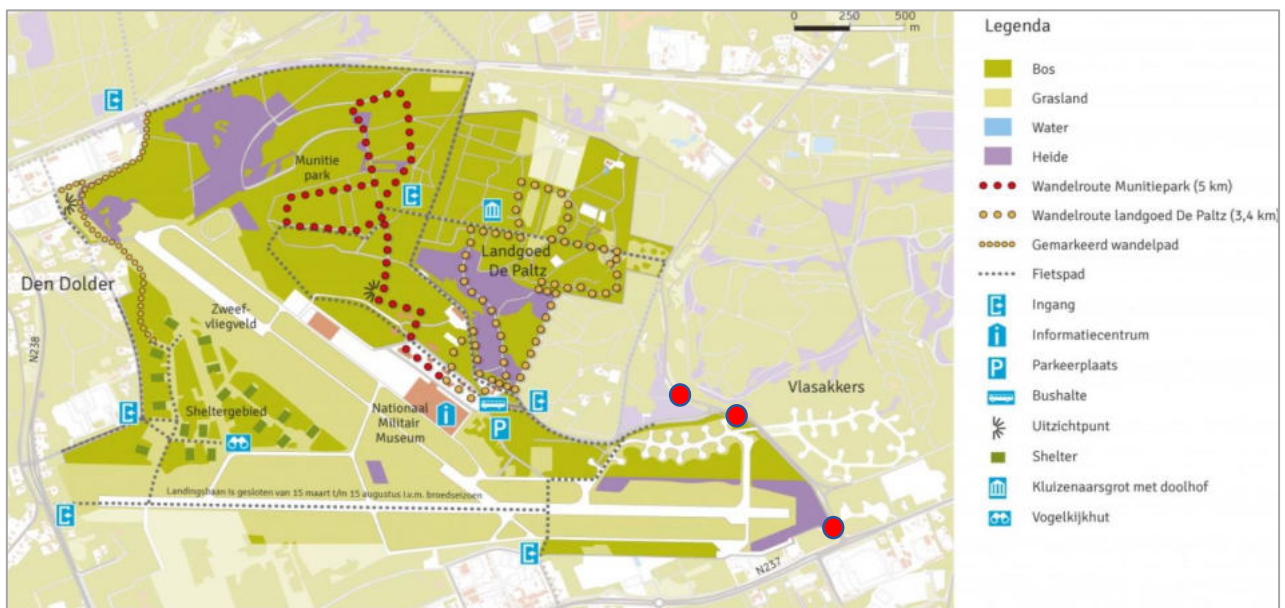 0 250 500
m
Munitie
park
Landgoed
De Paltz
Den Dolder
Zweef-
vliegveld
N238
Vlasakkers
Sheltergebied
Nationaal
Militair
Museum
i
P
Landingsbaan is gesloten van 15 maart t/m 15 augustus i.v.m. broedseizoen
N237
Legenda
Bos
Grasland
Water
Heide
Wandelroute Munitiepark (5 km)
Wandelroute landgoed De Paltz (3,4 km)
Gemarkeerd wandelpad
Fietspad
Ingang
i Informatiecentrum
P Parkeerplaats
Bushalte
Uitzichtpunt
Shelter
Kluizenaarsgrot met doolhof
Vogelkijkhut